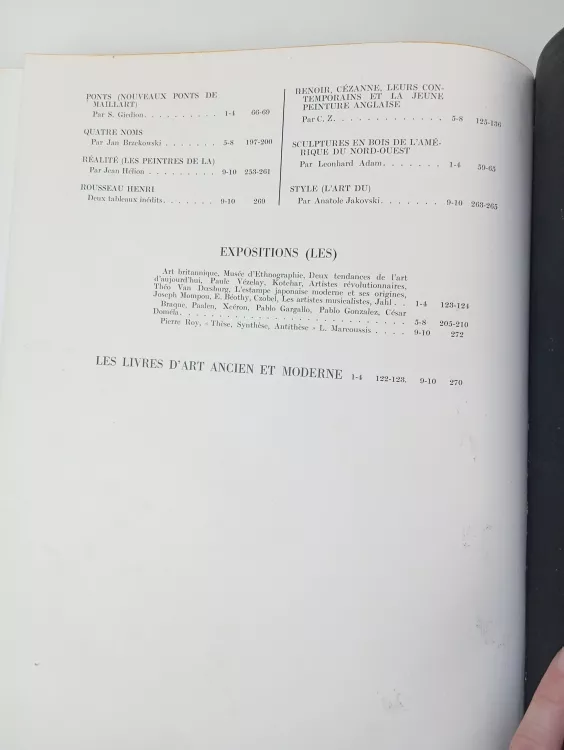 PONTS (NOUVEAUX PONTS DE
MAILLART)
Par S. Giedion. . . . . . . . . . 1-4 66-69
QUATRE NOMS
Par Jan Brzekowski . . . . . . . 5-8 197-200
RÉALITÉ (LES PEINTRES DE LA)
Par Jean Hélion . . . . . . . . . 9-10 253-261
ROUSSEAU HENRI
Deux tableaux inédits. . . . . . . 9-10 269
RENOIR, CÉZANNE, LEURS CON-
TEMPORAINS ET LA JEUNE
PEINTURE ANGLAISE
Par C. Z. . . . . . . . . . . . . . 5-8 125-136
SCULPTURES EN BOIS DE L'AMÉ-
RIQUE DU NORD-OUEST
Par Leonhard Adam. . . . . . . . 1-4 59-65
STYLE (L'ART DU)
Par Anatole Jakovski. . . . . . . . 9-10 263-265
EXPOSITIONS (LES)
Art britannique, Musée d'Ethnographie, Deux tendances de l'art
d'aujourd'hui, Paule Vézelay, Kotchar, Artistes révolutionnaires,
Théo Van Dœsburg, L'estampe japonaise moderne et ses origines,
Joseph Mompou, E. Béothy, Czobel, Les artistes musicalistes, Jahl . . 1-4 123-124
Braque, Paalen, Xcéron, Pablo Gargallo, Pablo Gonzalez, César
Doméla. . . . . . . . . . . . . . . . . . . . . . . . . . 5-8 205-210
Pierre Roy, - Thèse, Synthèse, Antithèse - L. Marcoussis . . . . 9-10 272
LES LIVRES D'ART ANCIEN ET MODERNE 1-4 122-123. 9-10 270